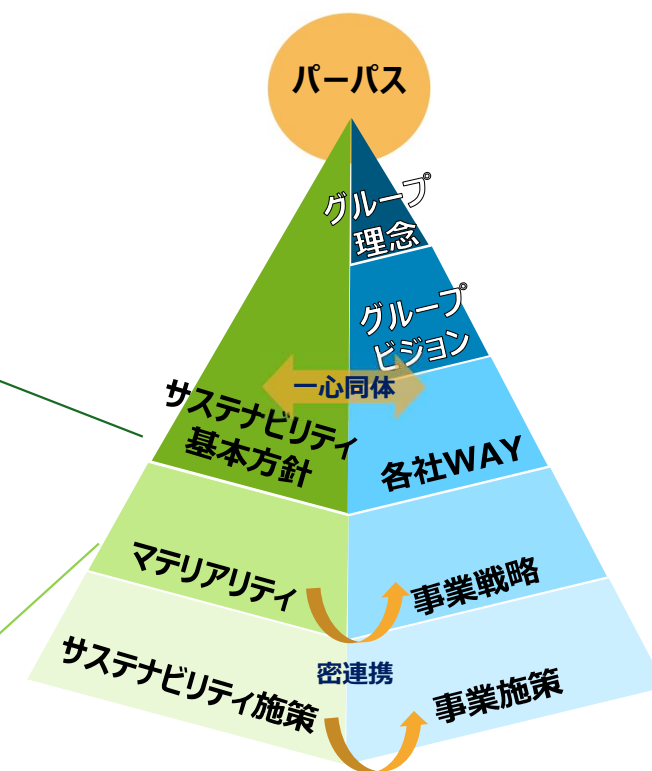 パーパス
グループ
理念
グループ
ビジョン
一心同体
サステナビリティ
基本方針
各社WAY
マテリアリティ
事業戦略
密連携
サステナビリティ施策
事業施策